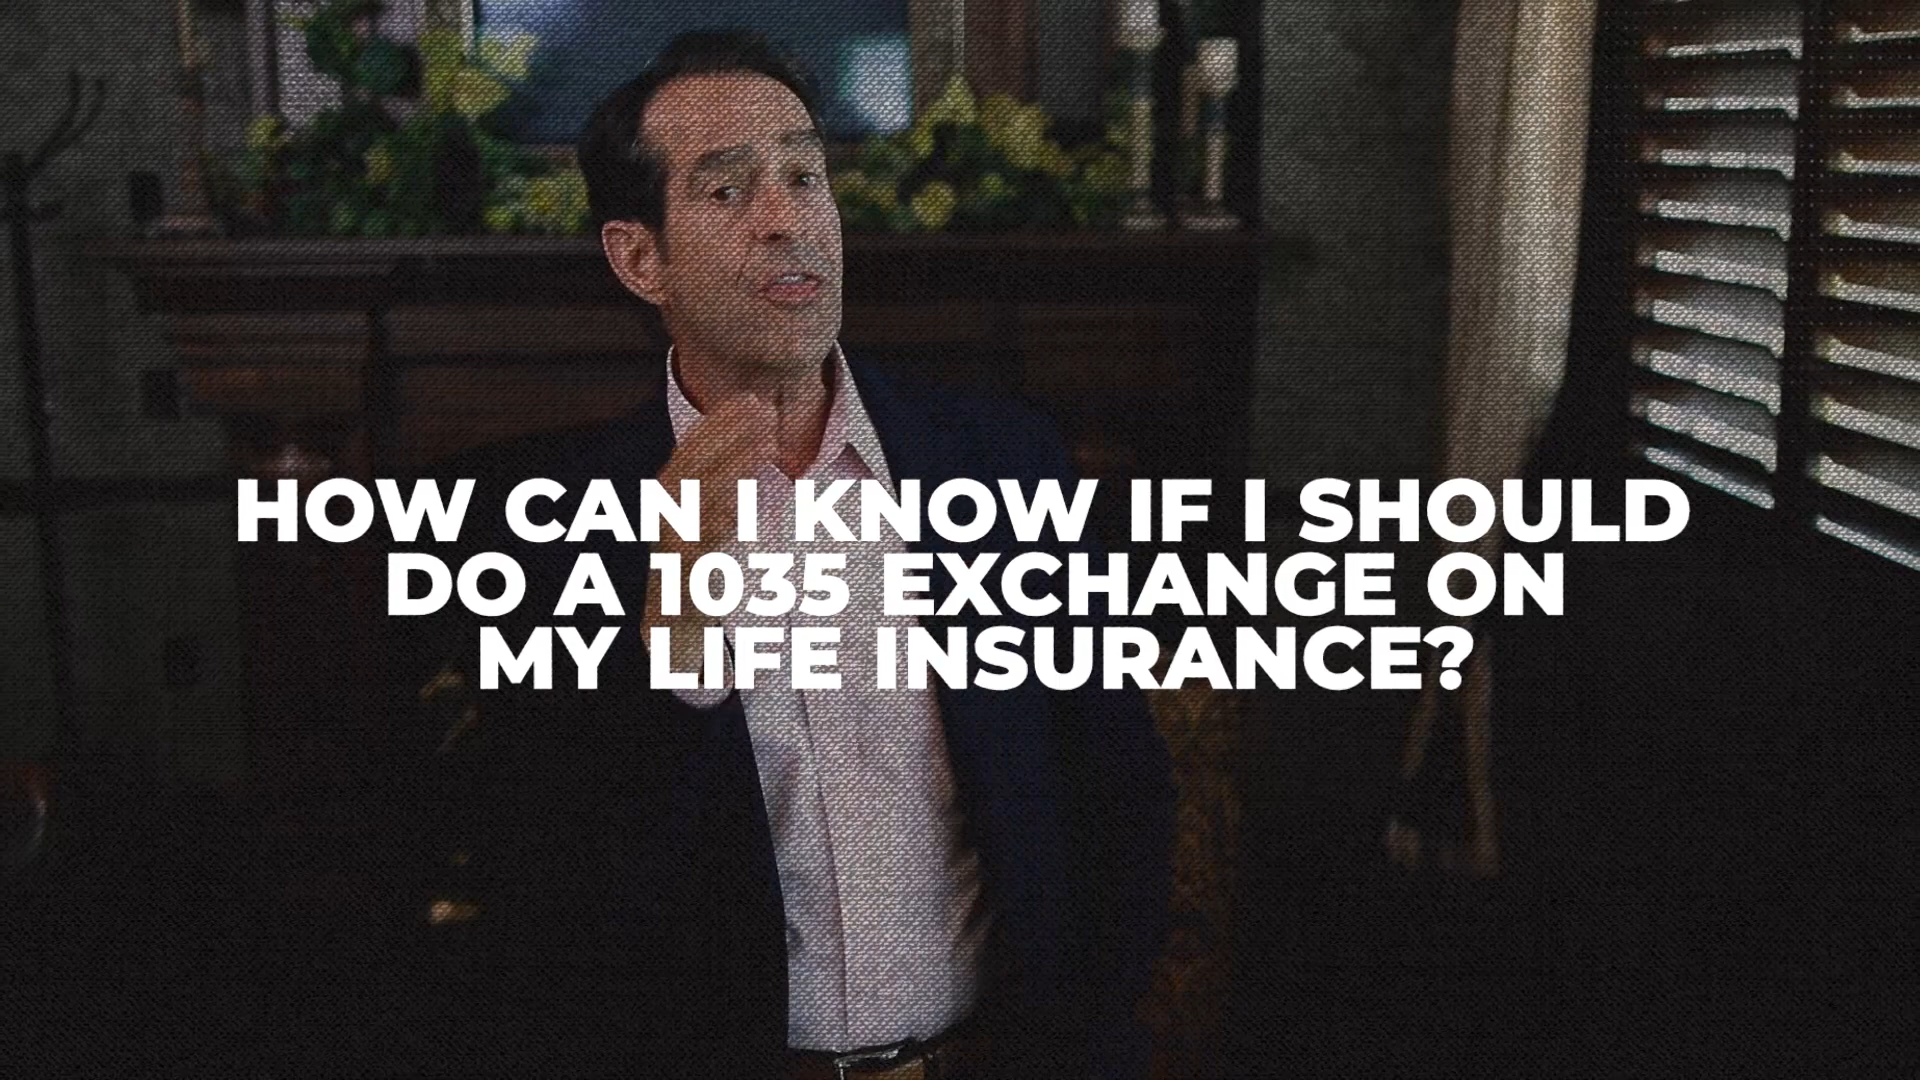 HOW CAN I KNOW IF I SHOULD
DO A 1035 EXCHANGE ON
MY LIFE INSURANCE?